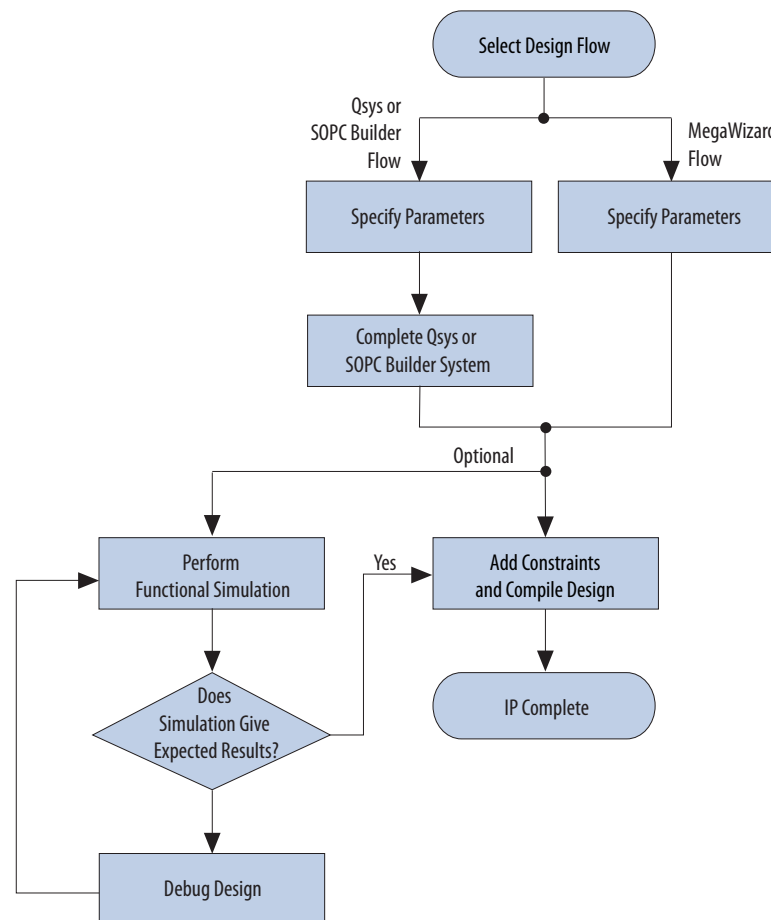 Select Design Flow
Qsys or
SOPC Builder
Flow
MegaWizard
Flow
Specify Parameters
Specify Parameters
Complete Qsys or
SOPC Builder System
Optional
Perform
Functional Simulation
Yes
Add Constraints
and Compile Design
Does
Simulation Give
Expected Results?
IP Complete
Debug Design